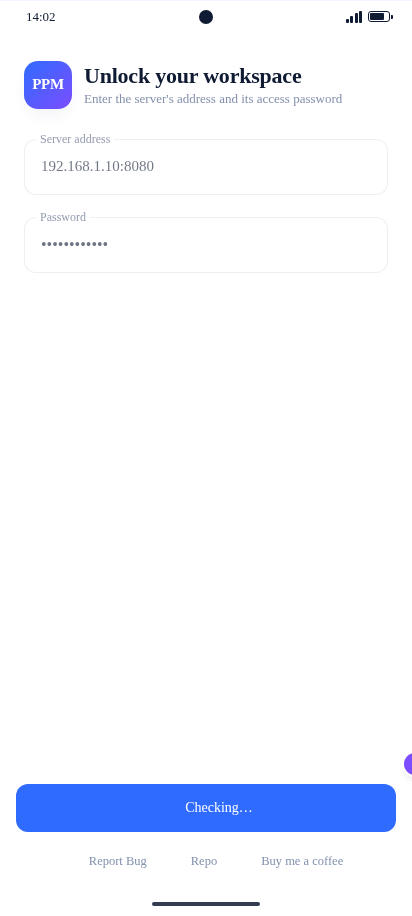 14:02
PPM
Unlock your workspace
Enter the server's address and its access password
Server address
192.168.1.10:8080
Password
••••••••••••
Checking…
Report Bug
Repo
Buy me a coffee